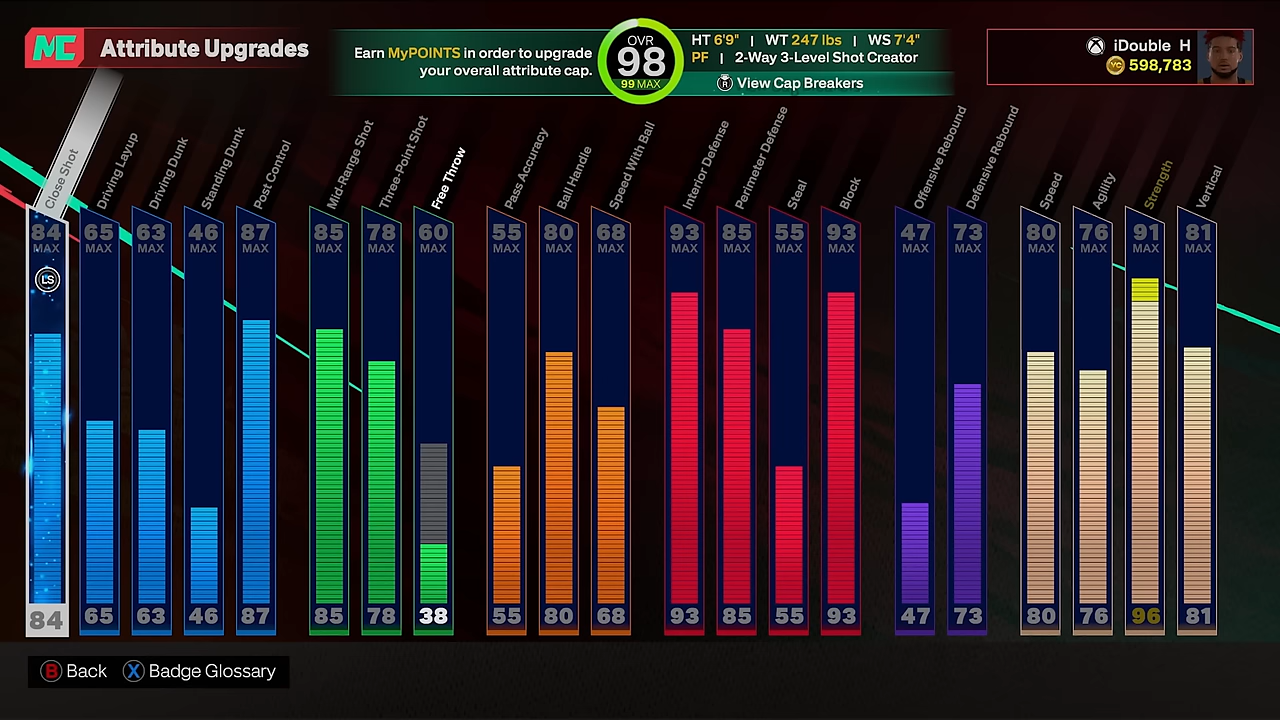 MC Attribute Upgrades
Earn MyPOINTS in order to upgrade
your overall attribute cap.
OVR
98
99 MAX
HT 6'9" | WT 247 lbs | WS 7'4"
PF | 2-Way 3-Level Shot Creator
R View Cap Breakers
iDouble H
VC 598,783
Close Shot
Driving Layup
Driving Dunk
Standing Dunk
Post Control
Mid-Range Shot
Three-Point Shot
Free Throw
Pass Accuracy
Ball Handle
Speed With Ball
Interior Defense
Perimeter Defense
Steal
Block
Offensive Rebound
Defensive Rebound
Speed
Agility
Strength
Vertical
84 65 63 46 87 85 78 60 55 80 68 93 85 55 93 47 73 80 76 91 81
MAX MAX MAX MAX MAX MAX MAX MAX MAX MAX MAX MAX MAX MAX MAX MAX MAX MAX MAX MAX MAX
LS
84 65 63 46 87 85 78 38 55 80 68 93 85 55 93 47 73 80 76 96 81
B Back X Badge Glossary